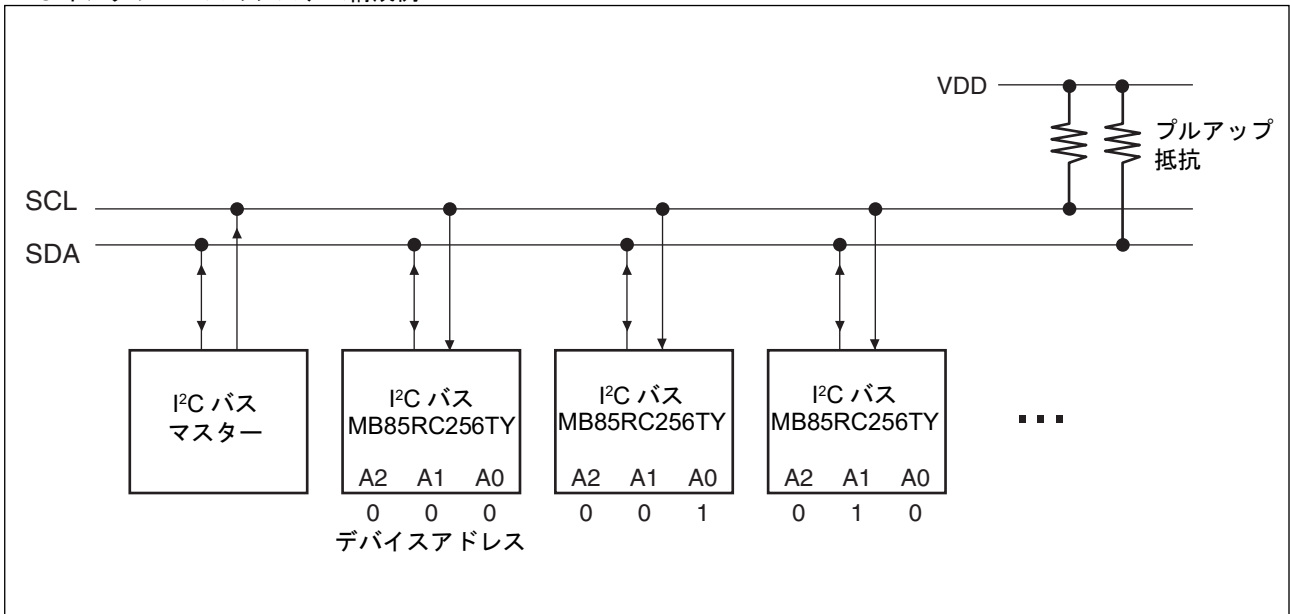 VDD
プルアップ
抵抗
SCL
SDA
I²C バス
マスター
I²C バス
MB85RC256TY
A2 A1 A0
0 0 0
デバイスアドレス
I²C バス
MB85RC256TY
A2 A1 A0
0 0 1
I²C バス
MB85RC256TY
A2 A1 A0
0 1 0
...